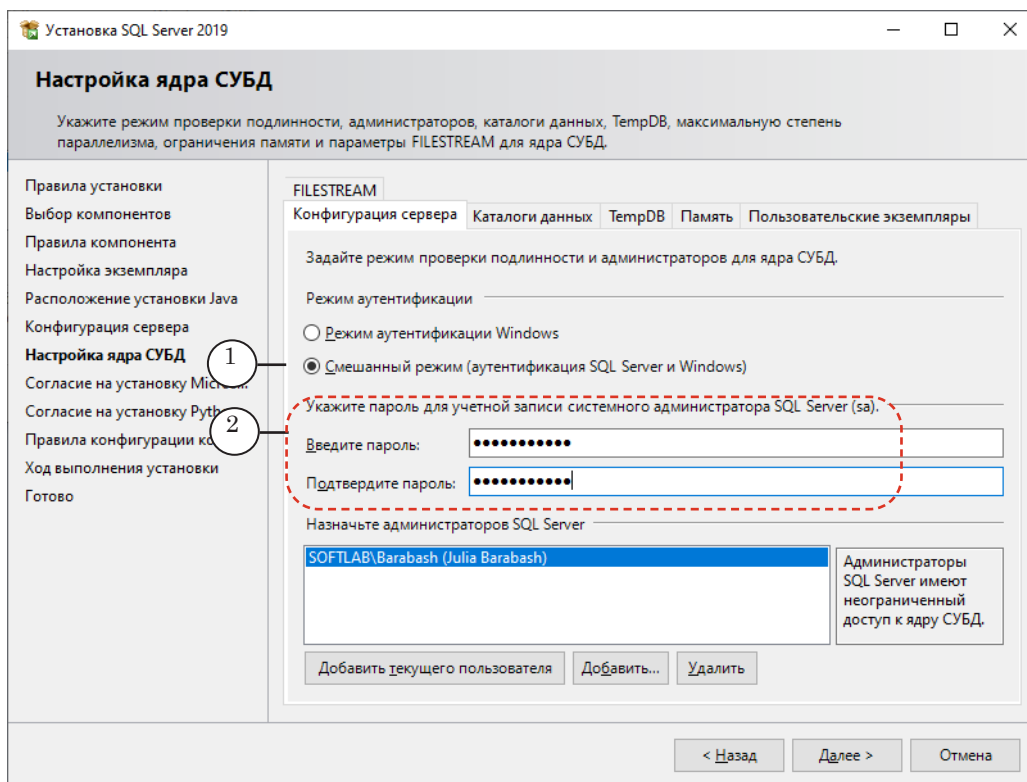 Установка SQL Server 2019
Настройка ядра СУБД
Укажите режим проверки подлинности, администраторов, каталоги данных, TempDB, максимальную степень
параллелизма, ограничения памяти и параметры FILESTREAM для ядра СУБД.
Правила установки
Выбор компонентов
Правила компонента
Настройка экземпляра
Расположение установки Java
Конфигурация сервера
Настройка ядра СУБД
Согласие на установку
Согласие на установку
Правила конфигурации
Ход выполнения установки
Готово
1
2
FILESTREAM
Конфигурация сервера Каталоги данных TempDB Память Пользовательские экземпляры
Задайте режим проверки подлинности и администраторов для ядра СУБД.
Режим аутентификации
Режим аутентификации Windows
Смешанный режим (аутентификация SQL Server и Windows)
Укажите пароль для учетной записи системного администратора SQL Server (sa).
Введите пароль: ●●●●●●●●●●●
Подтвердите пароль: ●●●●●●●●●●●
Назначьте администраторов SQL Server
SOFTLAB\Barabash (Julia Barabash)
Администраторы
SQL Server имеют
неограниченный
доступ к ядру СУБД.
Добавить текущего пользователя Добавить... Удалить
< Назад Далее > Отмена